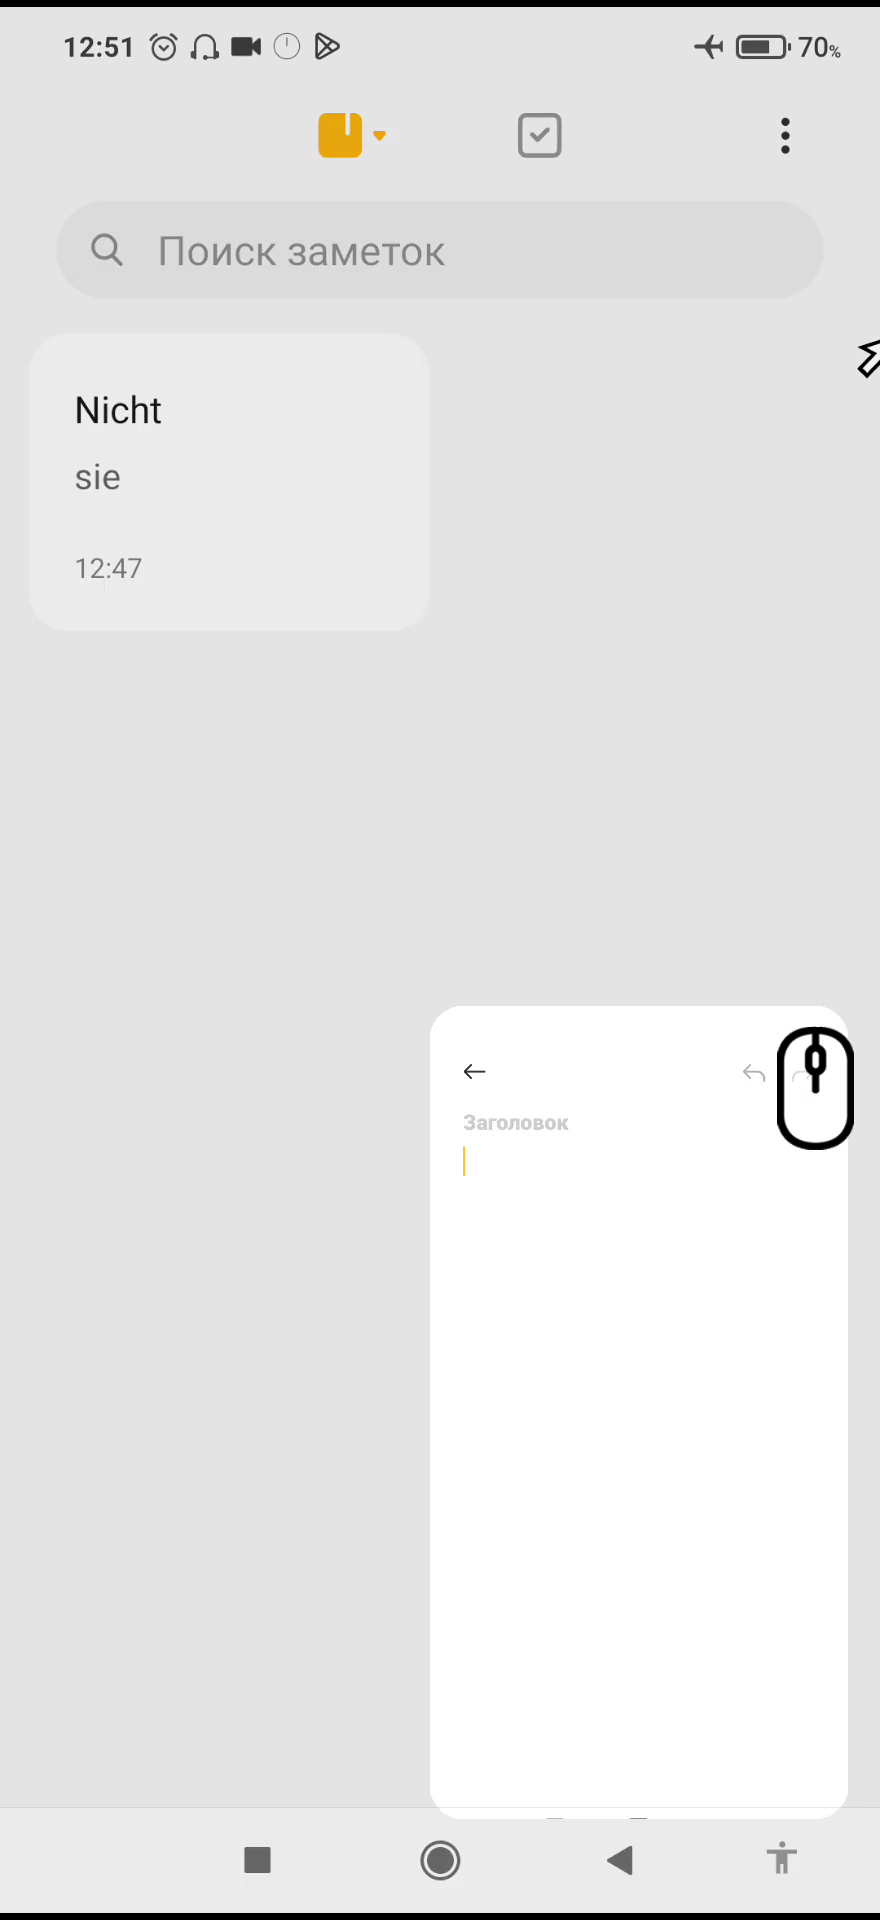 12:51 70%
Поиск заметок
Nicht
sie
12:47
Заголовок